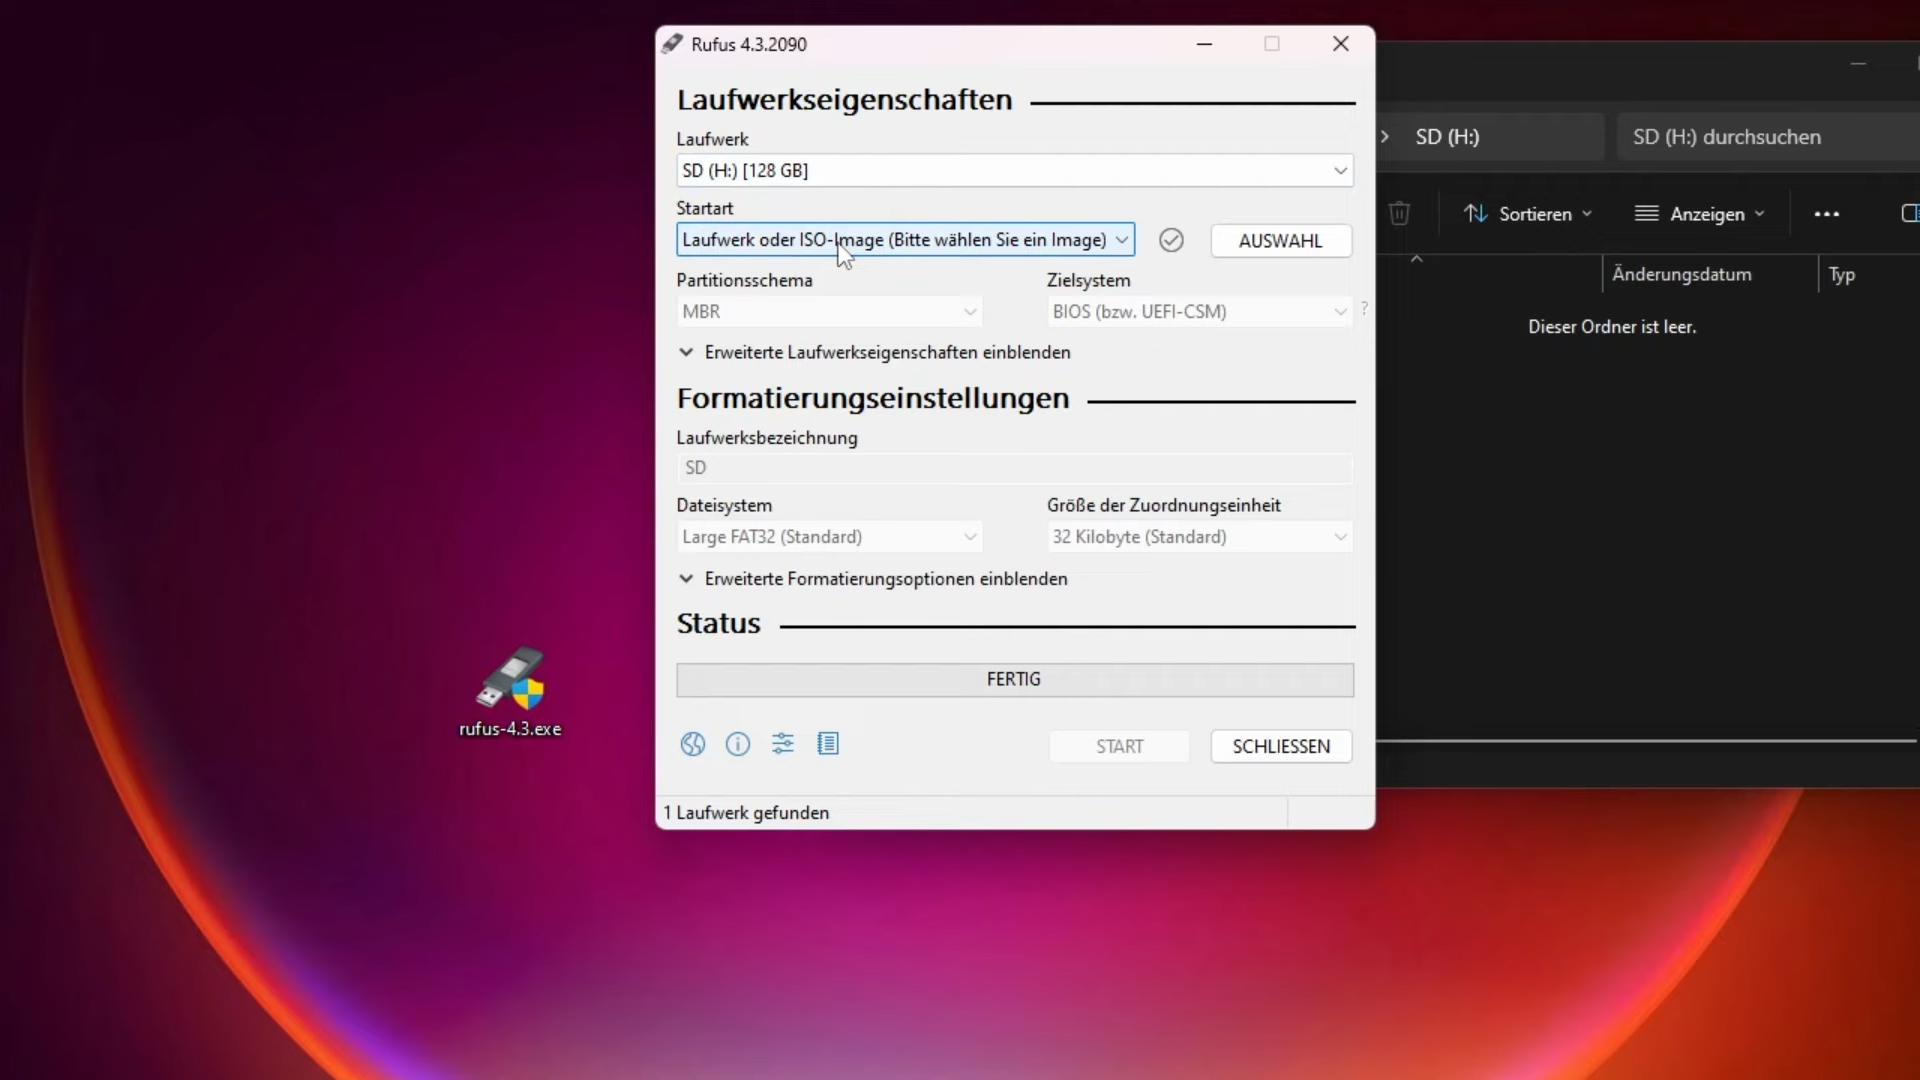 Rufus 4.3.2090
Laufwerkseigenschaften
Laufwerk
SD (H:) [128 GB]
Startart
Laufwerk oder ISO-Image (Bitte wählen Sie ein Image)
AUSWAHL
Partitionsschema
Zielsystem
MBR
BIOS (bzw. UEFI-CSM)
?
Erweiterte Laufwerkseigenschaften einblenden
Formatierungseinstellungen
Laufwerksbezeichnung
SD
Dateisystem
Größe der Zuordnungseinheit
Large FAT32 (Standard)
32 Kilobyte (Standard)
Erweiterte Formatierungsoptionen einblenden
Status
FERTIG
START
SCHLIESSEN
1 Laufwerk gefunden
rufus-4.3.exe
SD (H:)
SD (H:) durchsuchen
Sortieren
Anzeigen
Änderungsdatum
Typ
Dieser Ordner ist leer.